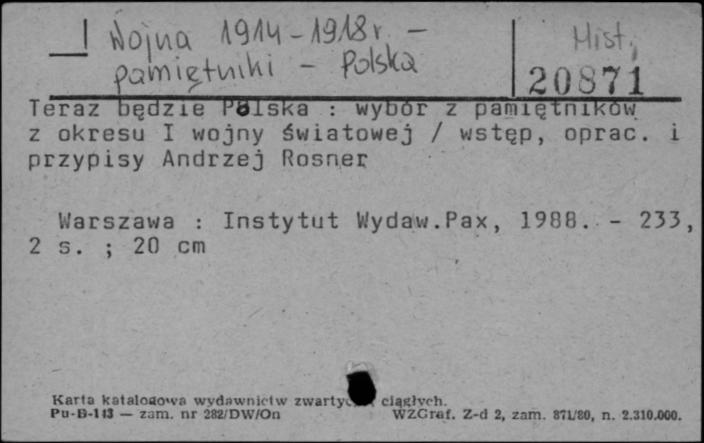 Wojna 1914-1918 r. -
pamiętniki - Polska
Hist,
20871
Teraz będzie Polska : wybór z pamiętników
z okresu I wojny światowej / wstęp, oprac. i
przypisy Andrzej Rosner
Warszawa : Instytut Wydaw.Pax, 1988. - 233,
2 s. ; 20 cm
Karta katalogowa wydawnictw zwartych ciągłych.
Pu-B-113 — zam. nr 282/DW/On
WZGraf. Z-d 2, zam. 871/80, n. 2.310.000.